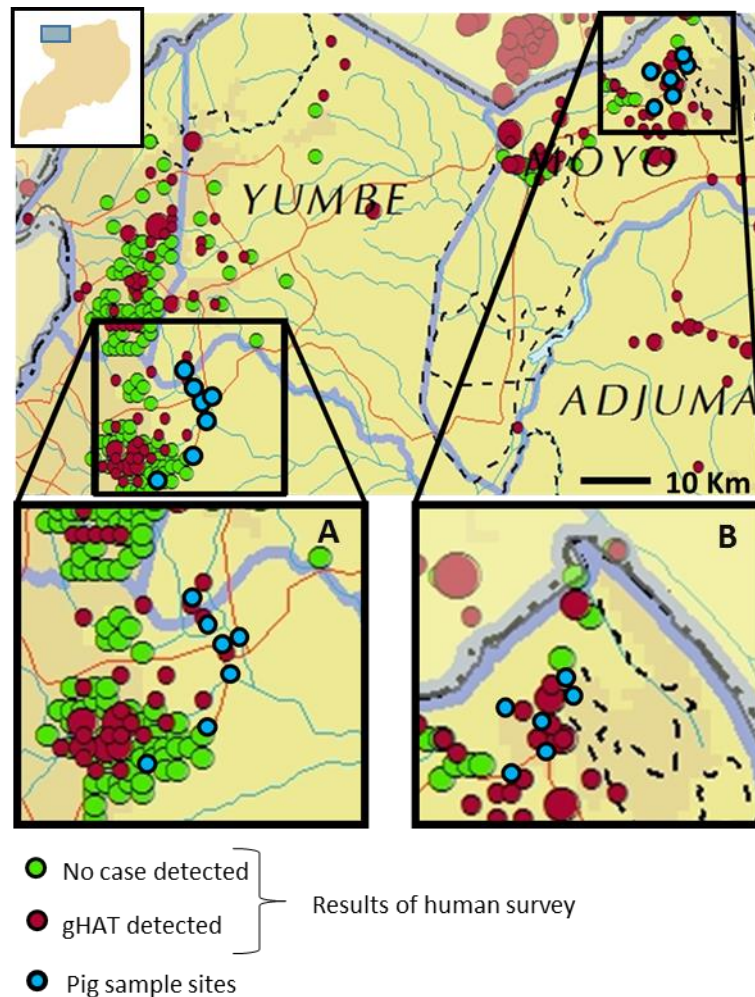 YUMBE
MOYO
ADJUMA
10 Km
A
B
No case detected
gHAT detected
Results of human survey
Pig sample sites